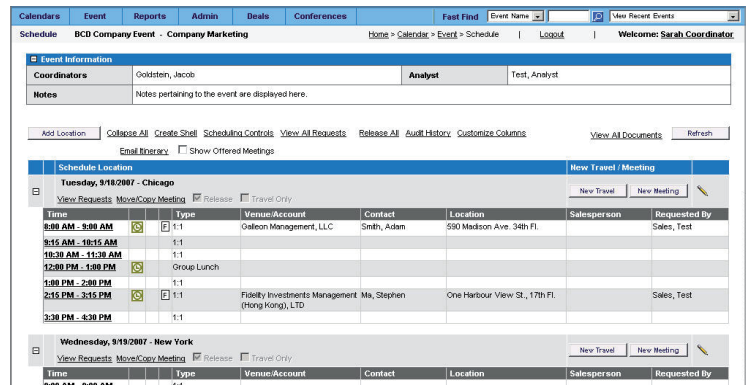 Calendars Event Reports Admin Deals Conferences Fast Find Event Name View Recent Events
Schedule BCD Company Event - Company Marketing Home > Calendar > Event > Schedule | Logout | Welcome: Sarah Coordinator
Event Information
Coordinators Goldstein, Jacob Analyst Test, Analyst
Notes Notes pertaining to the event are displayed here.
Add Location Collapse All Create Shell Scheduling Controls View All Requests Release All Audit History Customize Columns View All Documents Refresh
Email Itinerary Show Offered Meetings
Schedule Location New Travel / Meeting
Tuesday, 9/18/2007 - Chicago New Travel New Meeting
View Requests Move/Copy Meeting Release Travel Only
Time Type Venue/Account Contact Location Salesperson Requested By
8:00 AM - 9:00 AM F 1:1 Galleon Management, LLC Smith, Adam 590 Madison Ave. 34th Fl. Sales, Test
9:15 AM - 10:15 AM 1:1
10:30 AM - 11:30 AM 1:1
12:00 PM - 1:00 PM Group Lunch
1:00 PM - 2:00 PM 1:1
2:15 PM - 3:15 PM F 1:1 Fidelity Investments Management Ma, Stephen One Harbour View St., 17th Fl. Sales, Test
(Hong Kong), LTD
3:30 PM - 4:30 PM 1:1
Wednesday, 9/19/2007 - New York New Travel New Meeting
View Requests Move/Copy Meeting Release Travel Only
Time Type Venue/Account Contact Location Salesperson Requested By